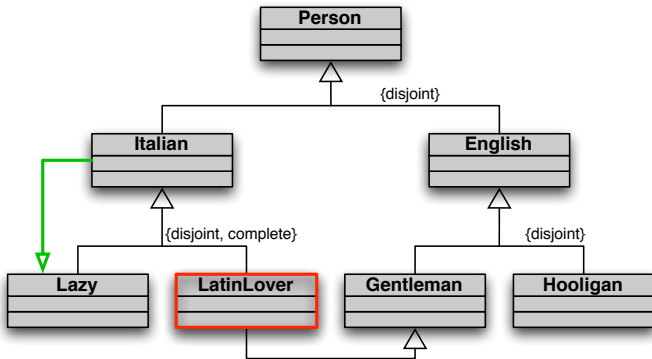 Person
{disjoint}
Italian
English
{disjoint, complete}
{disjoint}
Lazy
LatinLover
Gentleman
Hooligan